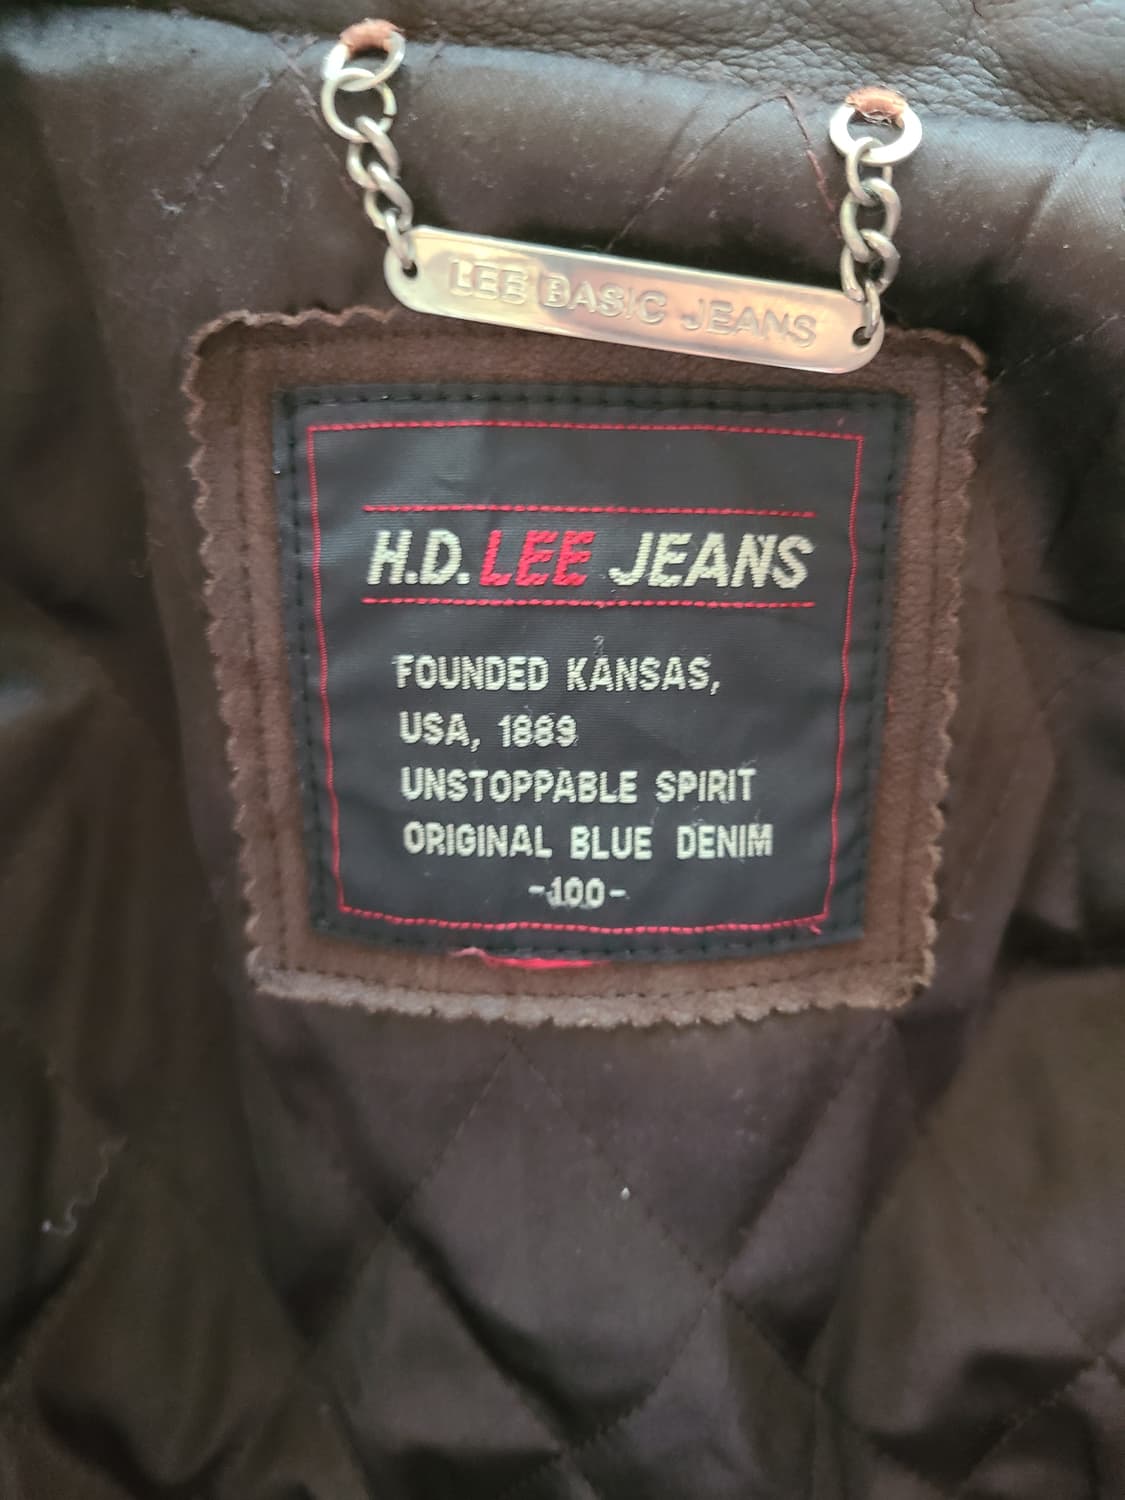 LEE BASIC JEANS
H.D. LEE JEANS
FOUNDED KANSAS,
USA, 1889
UNSTOPPABLE SPIRIT
ORIGINAL BLUE DENIM
-100-